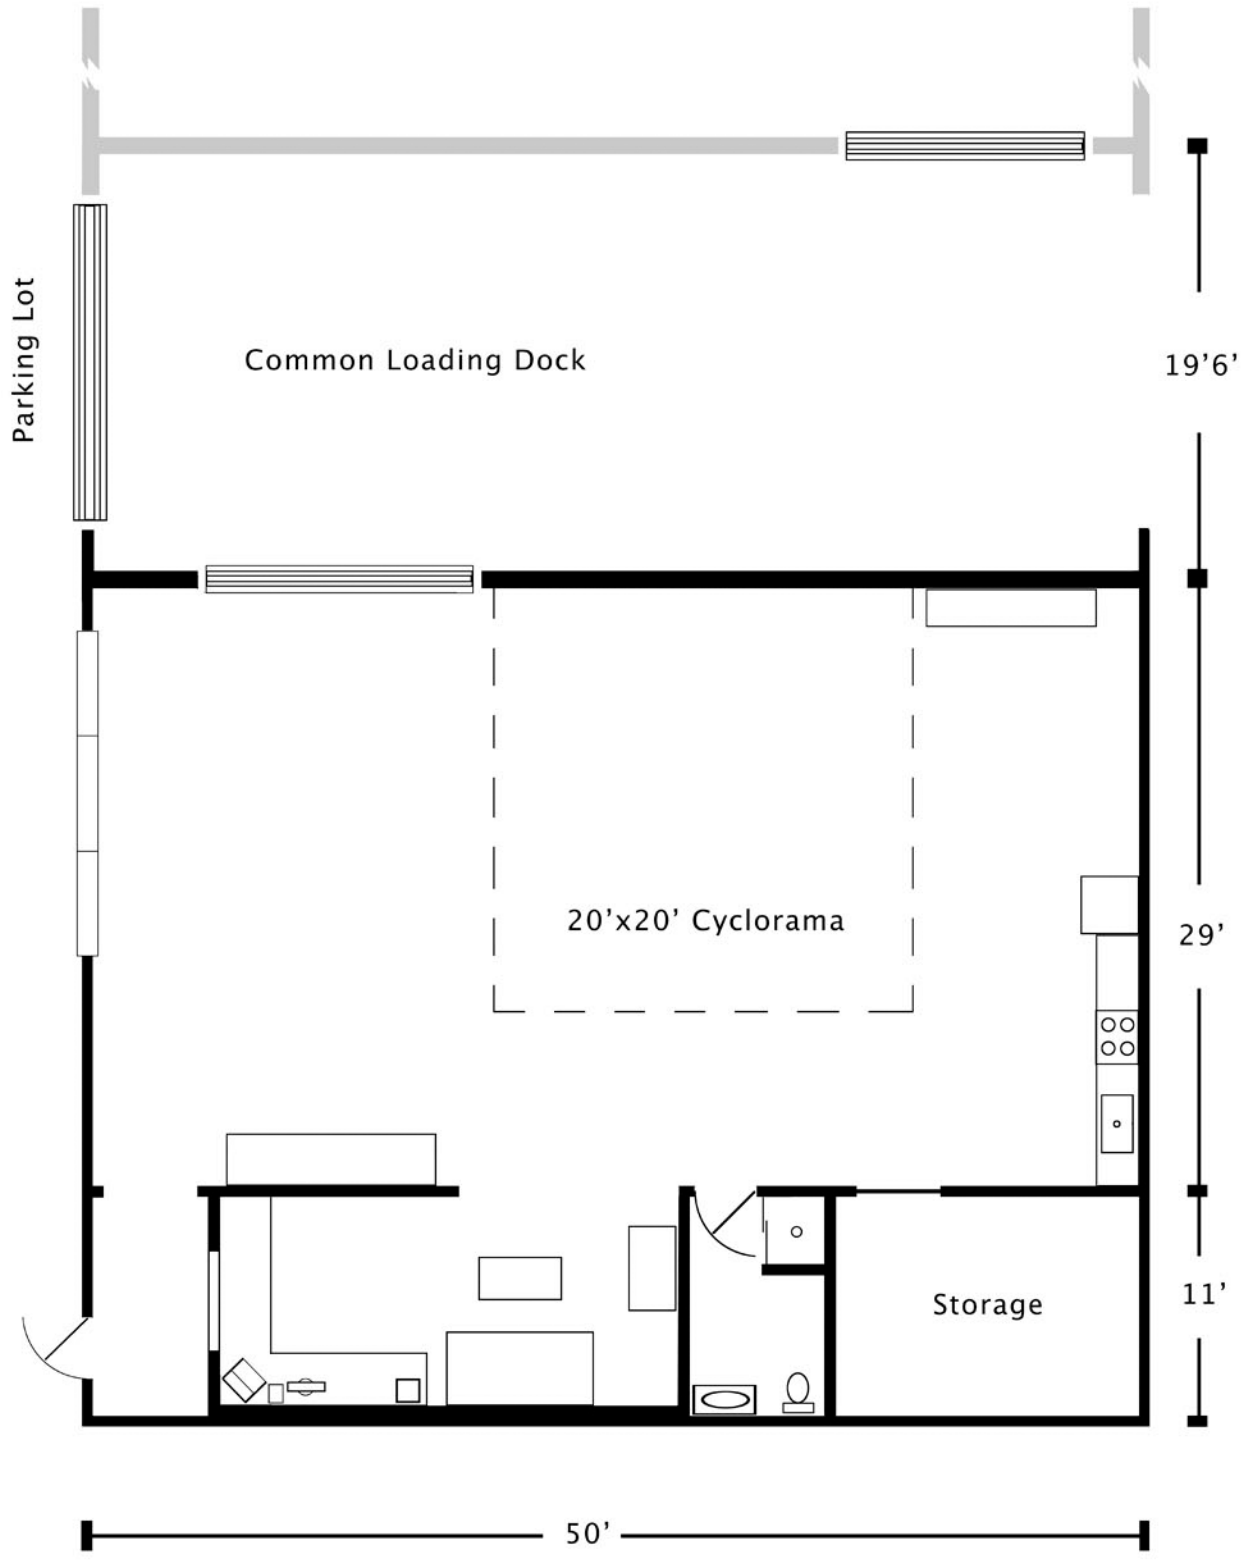 Parking Lot
Common Loading Dock
19’6’
20’x20’ Cyclorama
29’
Storage
11’
50’